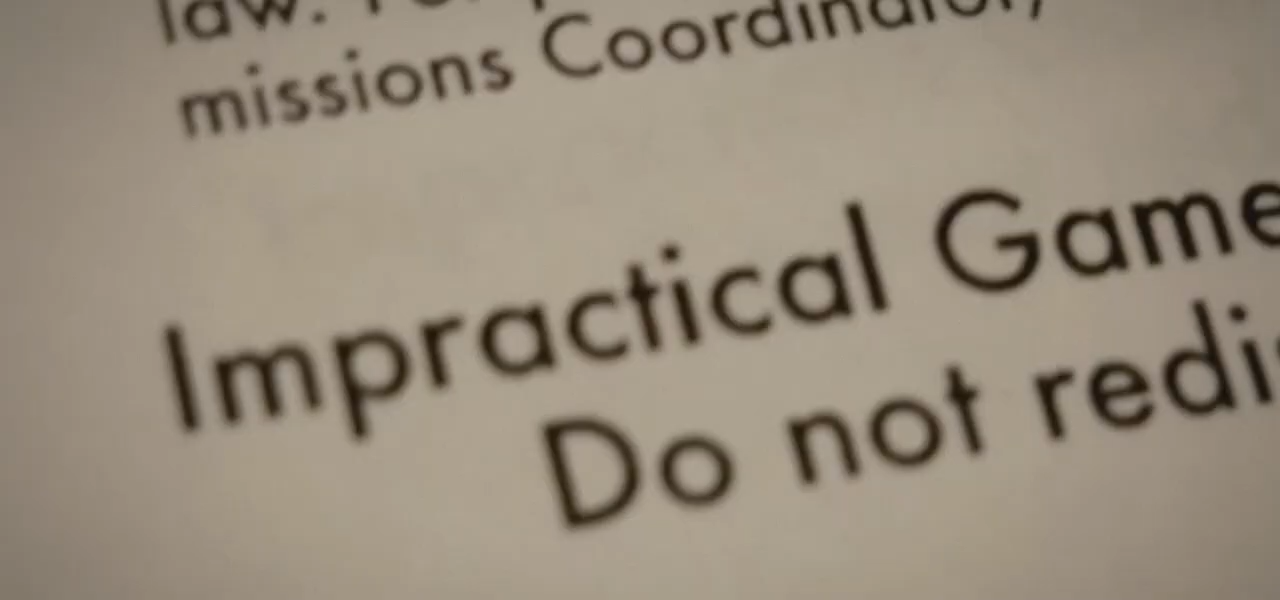 law.
missions Coordinator,
Impractical Game
Do not redi